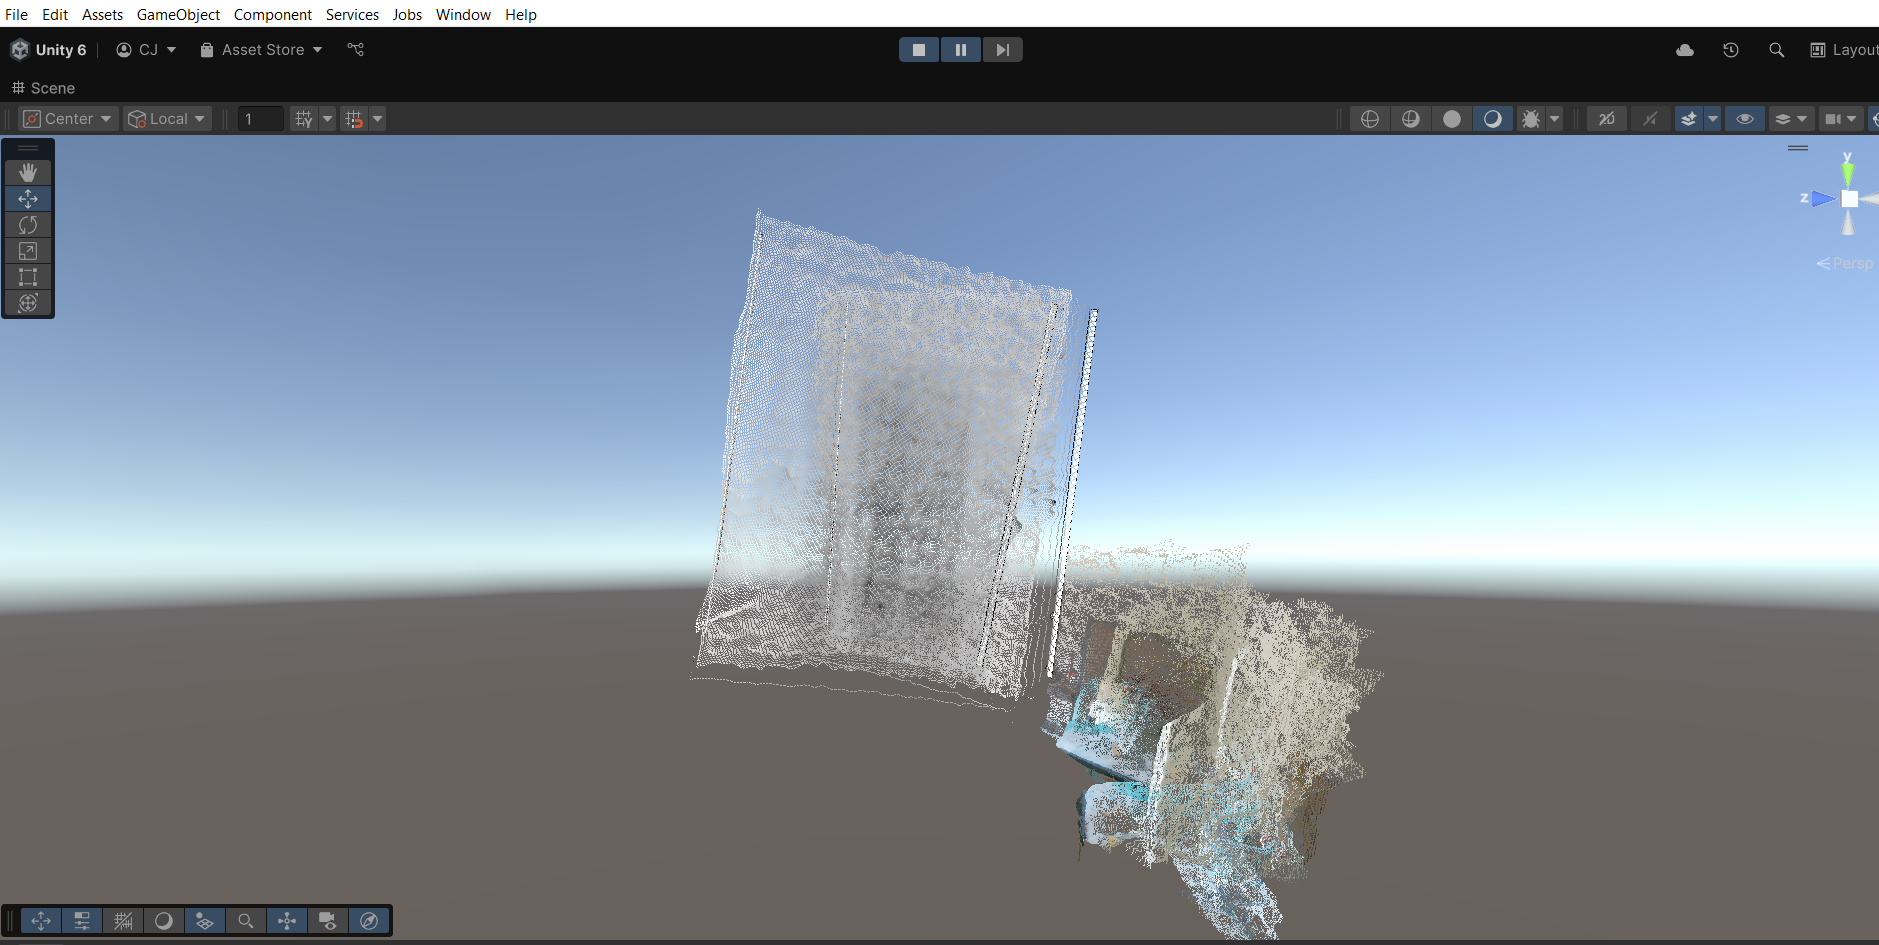 File Edit Assets GameObject Component Services Jobs Window Help
Unity 6 CJ Asset Store Layout
Scene
Center Local 1 2D
y
z
Persp